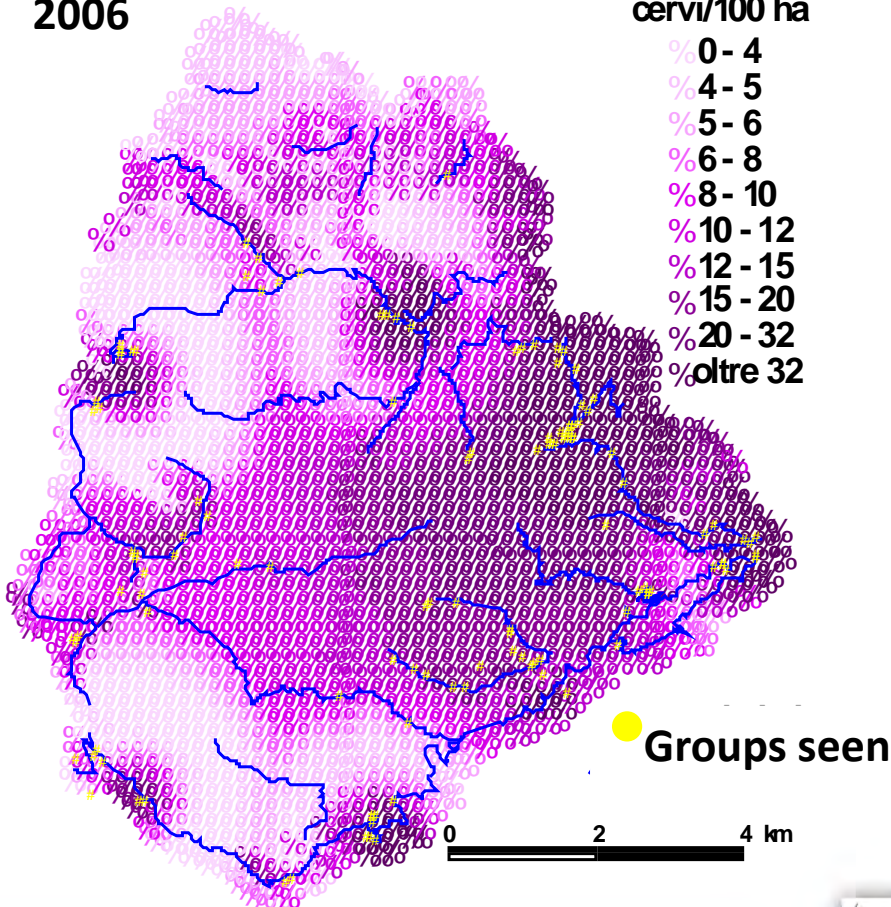 2006
cervi/100 ha
% 0 - 4
% 4 - 5
% 5 - 6
% 6 - 8
% 8 - 10
% 10 - 12
% 12 - 15
% 15 - 20
% 20 - 32
% oltre 32
Groups seen
0 2 4 km